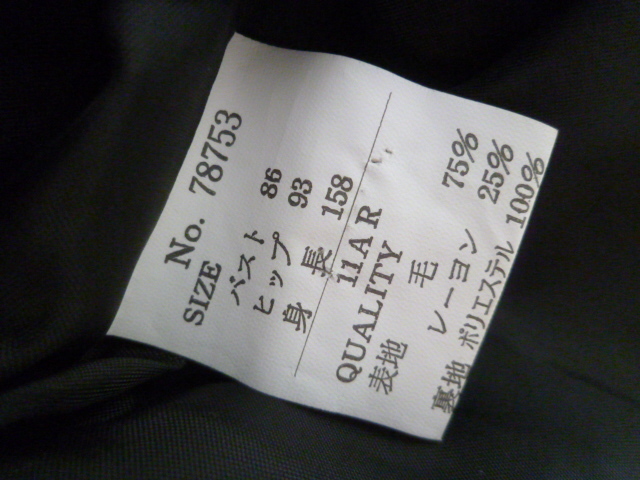 No. 78753
SIZE
バスト 86
ヒップ 93
身長 158
11AR
QUALITY
表地
毛 75%
レーヨン 25%
裏地 ポリエステル 100%